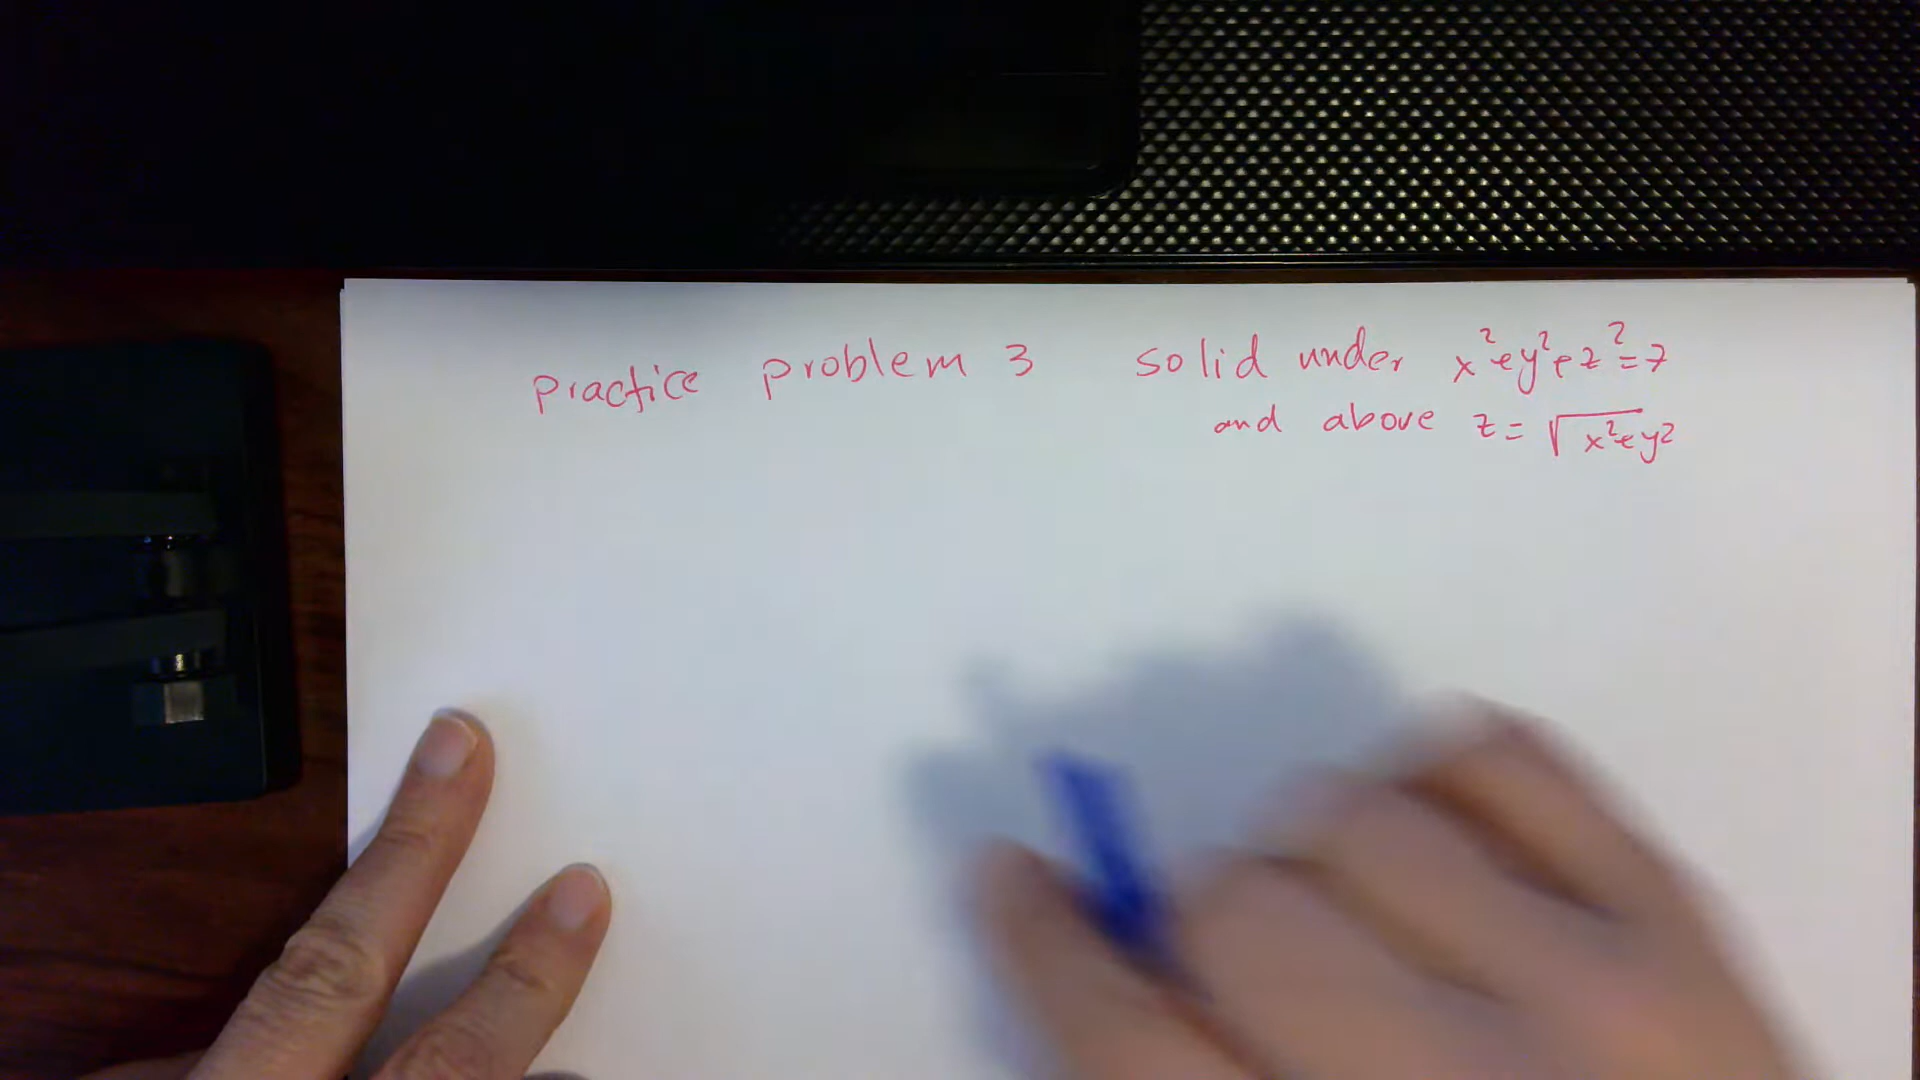 Practice problem 3 solid under x²+y²+z²=7
and above z = √x²+y²